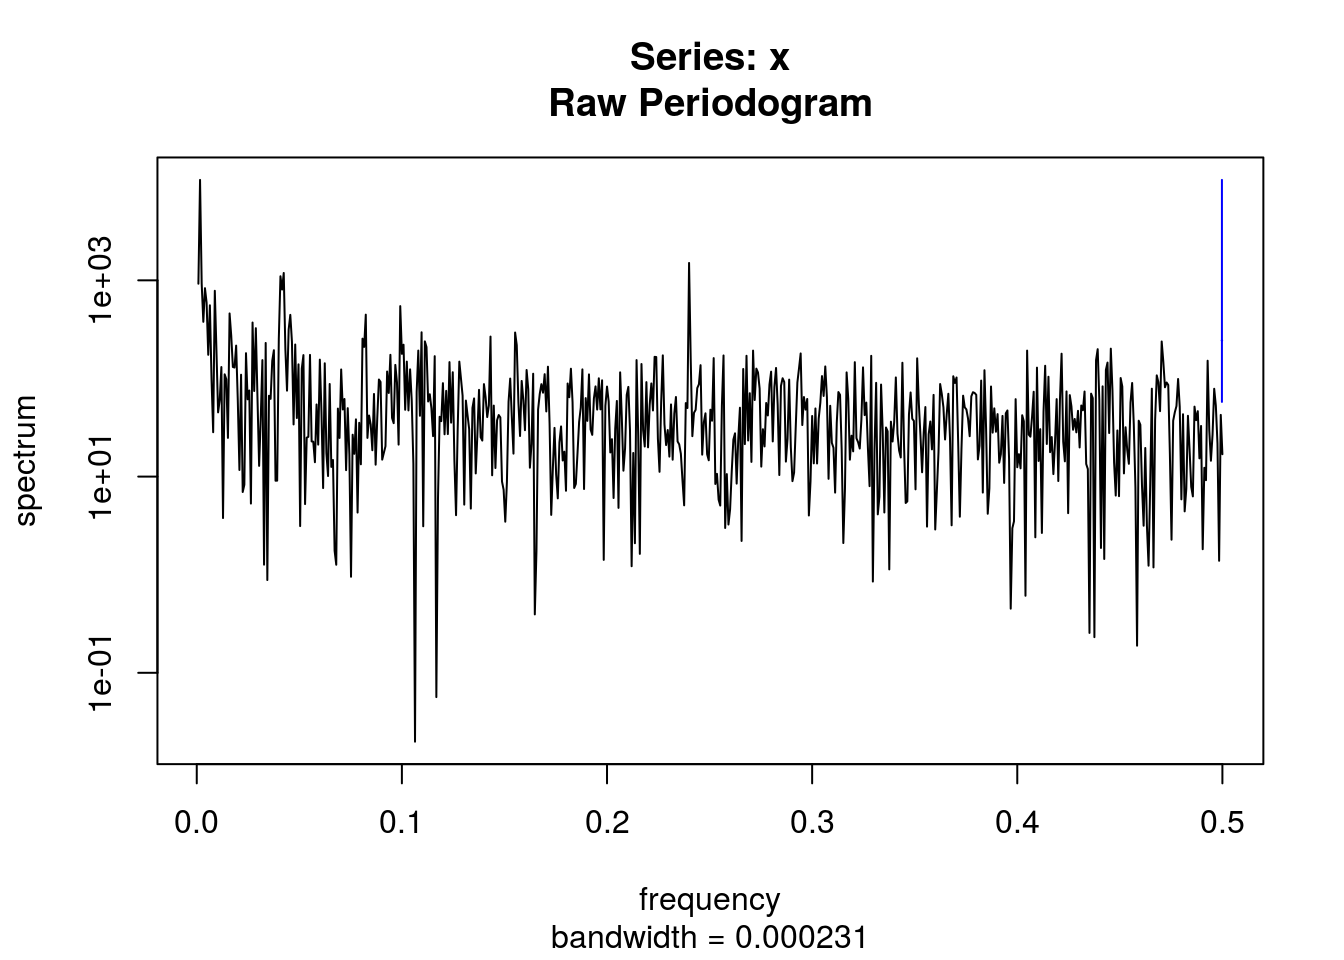 Series: x
Raw Periodogram
spectrum
1e+03
1e+01
1e-01
0.0 0.1 0.2 0.3 0.4 0.5
frequency
bandwidth = 0.000231